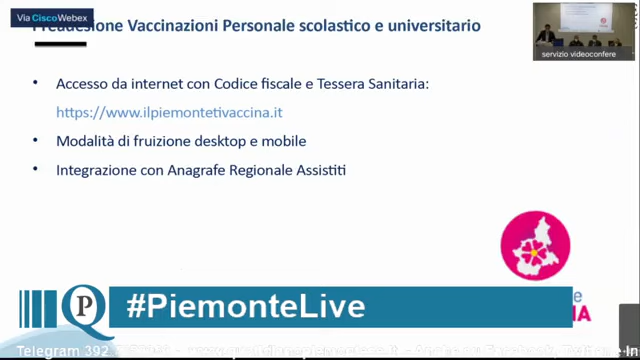 Via Cisco Webex
Preadesione Vaccinazioni Personale scolastico e universitario
servizio videoconfere
• Accesso da internet con Codice fiscale e Tessera Sanitaria:
https://www.ilpiemontetivaccina.it
• Modalità di fruizione desktop e mobile
• Integrazione con Anagrafe Regionale Assistiti
QP
#PiemonteLive
Telegram 392